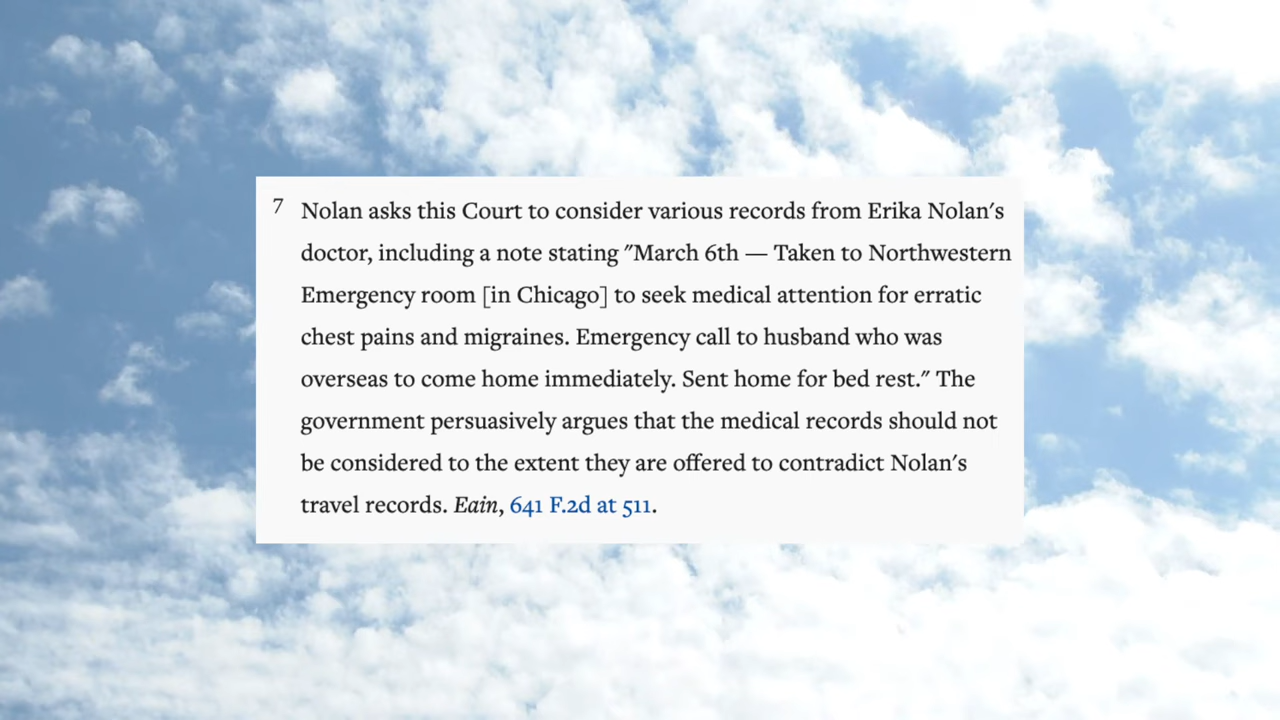 7 Nolan asks this Court to consider various records from Erika Nolan's
doctor, including a note stating "March 6th — Taken to Northwestern
Emergency room [in Chicago] to seek medical attention for erratic
chest pains and migraines. Emergency call to husband who was
overseas to come home immediately. Sent home for bed rest." The
government persuasively argues that the medical records should not
be considered to the extent they are offered to contradict Nolan's
travel records. Eain, 641 F.2d at 511.